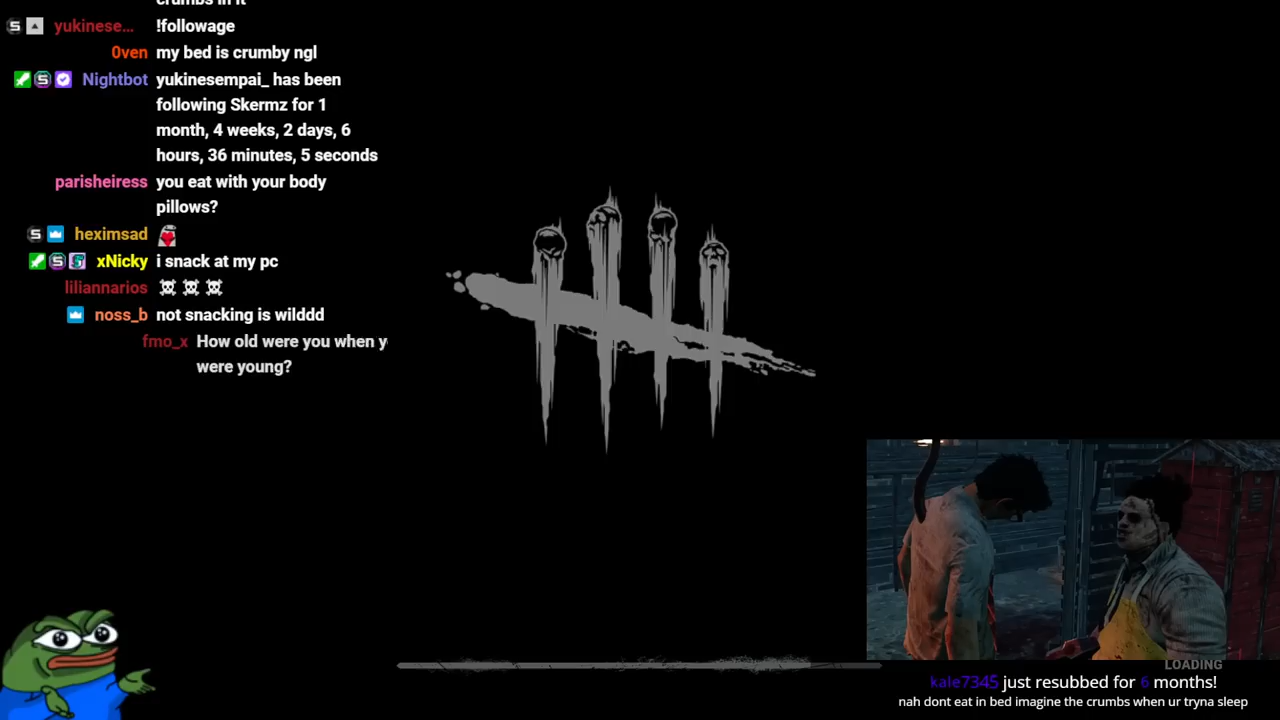 crumbs in it
yukinese... !followage
0ven my bed is crumby ngl
Nightbot yukinesempai_ has been
following Skermz for 1
month, 4 weeks, 2 days, 6
hours, 36 minutes, 5 seconds
parisheiress you eat with your body
pillows?
heximsad
xNicky i snack at my pc
liliannarios
noss_b not snacking is wilddd
fmo_x How old were you when y
were young?
LOADING
kale7345 just resubbed for 6 months!
nah dont eat in bed imagine the crumbs when ur tryna sleep